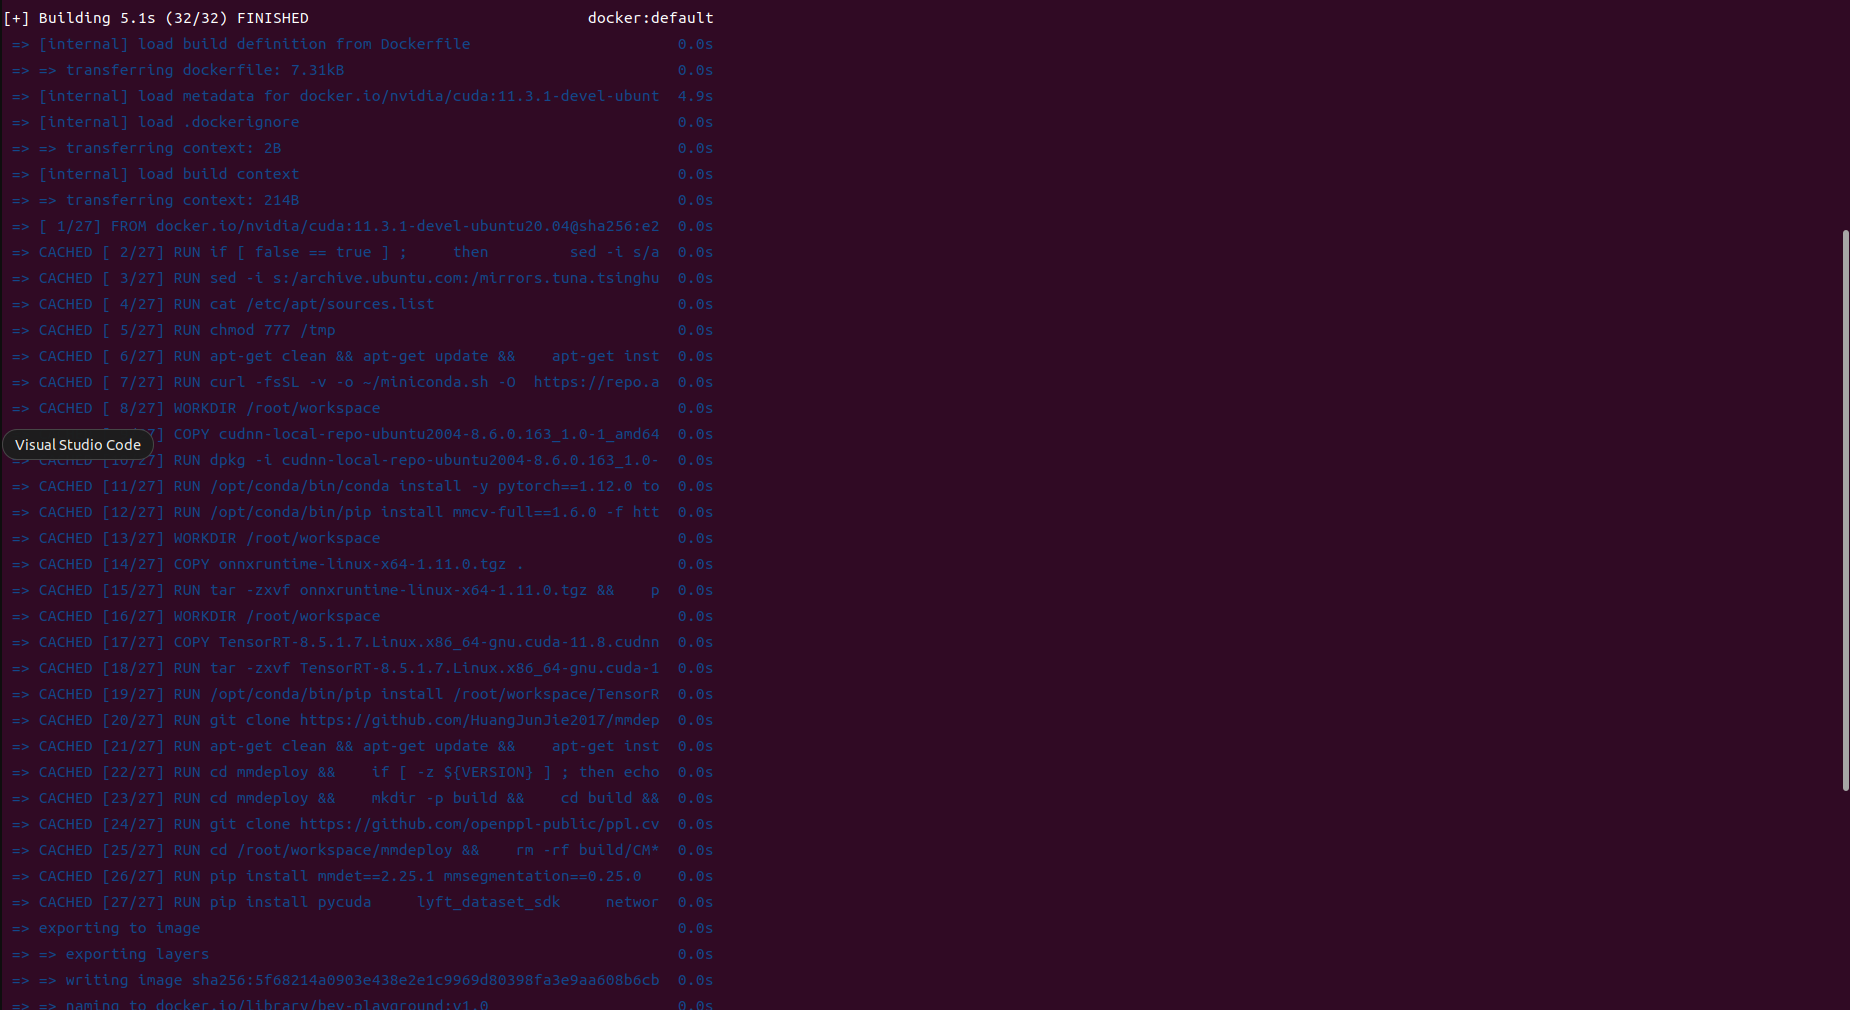 [+] Building 5.1s (32/32) FINISHED docker:default
=> [internal] load build definition from Dockerfile 0.0s
=> => transferring dockerfile: 7.31kB 0.0s
=> [internal] load metadata for docker.io/nvidia/cuda:11.3.1-devel-ubunt 4.9s
=> [internal] load .dockerignore 0.0s
=> => transferring context: 2B 0.0s
=> [internal] load build context 0.0s
=> => transferring context: 214B 0.0s
=> [ 1/27] FROM docker.io/nvidia/cuda:11.3.1-devel-ubuntu20.04@sha256:e2 0.0s
=> CACHED [ 2/27] RUN if [ false == true ] ; then sed -i s/a 0.0s
=> CACHED [ 3/27] RUN sed -i s:/archive.ubuntu.com:/mirrors.tuna.tsinghu 0.0s
=> CACHED [ 4/27] RUN cat /etc/apt/sources.list 0.0s
=> CACHED [ 5/27] RUN chmod 777 /tmp 0.0s
=> CACHED [ 6/27] RUN apt-get clean && apt-get update && apt-get inst 0.0s
=> CACHED [ 7/27] RUN curl -fsSL -v -o ~/miniconda.sh -O https://repo.a 0.0s
=> CACHED [ 8/27] WORKDIR /root/workspace 0.0s
Visual Studio Code
7] COPY cudnn-local-repo-ubuntu2004-8.6.0.163_1.0-1_amd64 0.0s
=> CACHED [10/27] RUN dpkg -i cudnn-local-repo-ubuntu2004-8.6.0.163_1.0- 0.0s
=> CACHED [11/27] RUN /opt/conda/bin/conda install -y pytorch==1.12.0 to 0.0s
=> CACHED [12/27] RUN /opt/conda/bin/pip install mmcv-full==1.6.0 -f htt 0.0s
=> CACHED [13/27] WORKDIR /root/workspace 0.0s
=> CACHED [14/27] COPY onnxruntime-linux-x64-1.11.0.tgz . 0.0s
=> CACHED [15/27] RUN tar -zxvf onnxruntime-linux-x64-1.11.0.tgz && p 0.0s
=> CACHED [16/27] WORKDIR /root/workspace 0.0s
=> CACHED [17/27] COPY TensorRT-8.5.1.7.Linux.x86_64-gnu.cuda-11.8.cudnn 0.0s
=> CACHED [18/27] RUN tar -zxvf TensorRT-8.5.1.7.Linux.x86_64-gnu.cuda-1 0.0s
=> CACHED [19/27] RUN /opt/conda/bin/pip install /root/workspace/TensorR 0.0s
=> CACHED [20/27] RUN git clone https://github.com/HuangJunJie2017/mmdep 0.0s
=> CACHED [21/27] RUN apt-get clean && apt-get update && apt-get inst 0.0s
=> CACHED [22/27] RUN cd mmdeploy && if [ -z ${VERSION} ] ; then echo 0.0s
=> CACHED [23/27] RUN cd mmdeploy && mkdir -p build && cd build && 0.0s
=> CACHED [24/27] RUN git clone https://github.com/openppl-public/ppl.cv 0.0s
=> CACHED [25/27] RUN cd /root/workspace/mmdeploy && rm -rf build/CM* 0.0s
=> CACHED [26/27] RUN pip install mmdet==2.25.1 mmsegmentation==0.25.0 0.0s
=> CACHED [27/27] RUN pip install pycuda lyft_dataset_sdk networ 0.0s
=> exporting to image 0.0s
=> => exporting layers 0.0s
=> => writing image sha256:5f68214a0903e438e2e1c9969d80398fa3e9aa608b6cb 0.0s
=> => naming to docker.io/library/bev-playground:v1.0 0.0s